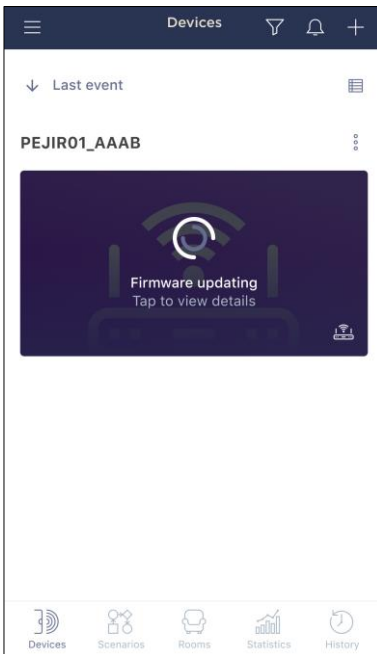 Devices
Last event
PEJIR01_AAAB
Firmware updating
Tap to view details
Devices
Scenarios
Rooms
Statistics
History